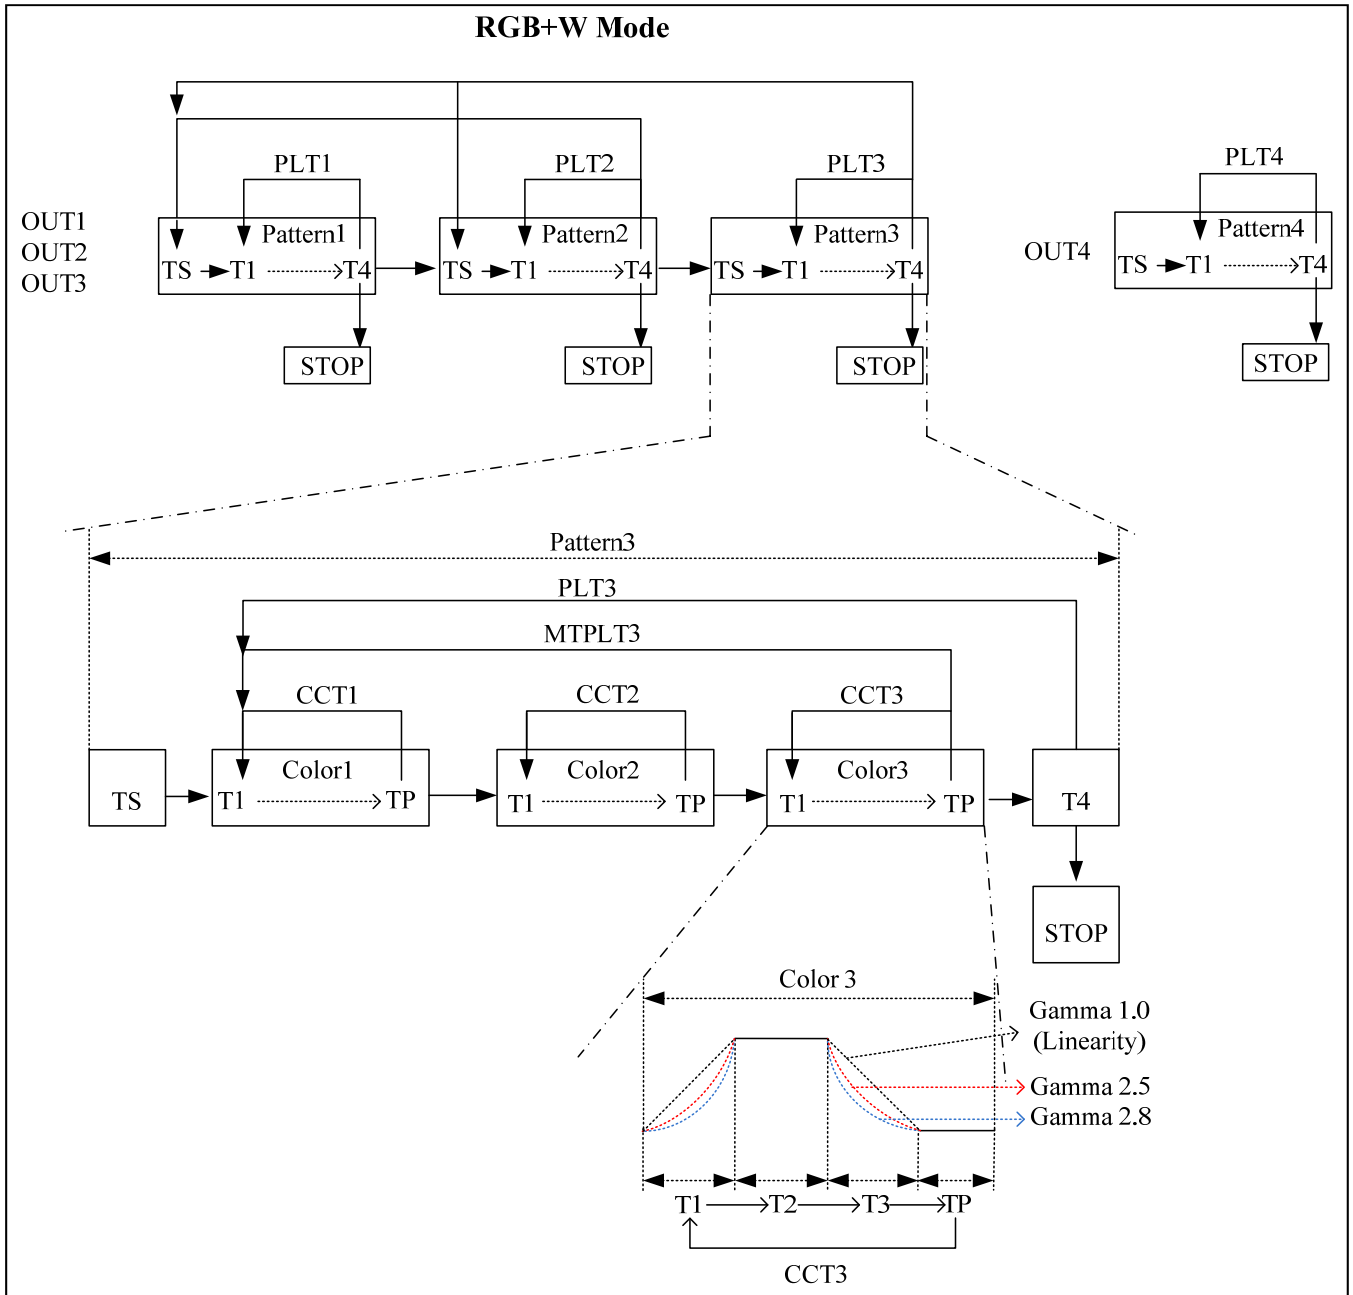 RGB+W Mode
PLT1
PLT2
PLT3
PLT4
OUT1
OUT2
OUT3
Pattern1
TS T1 T4
Pattern2
TS T1 T4
Pattern3
TS T1 T4
OUT4
Pattern4
TS T1 T4
STOP
STOP
STOP
STOP
Pattern3
PLT3
MTPLT3
CCT1
CCT2
CCT3
TS
Color1
T1 TP
Color2
T1 TP
Color3
T1 TP
T4
STOP
Color 3
Gamma 1.0
(Linearity)
Gamma 2.5
Gamma 2.8
T1 T2 T3 TP
CCT3